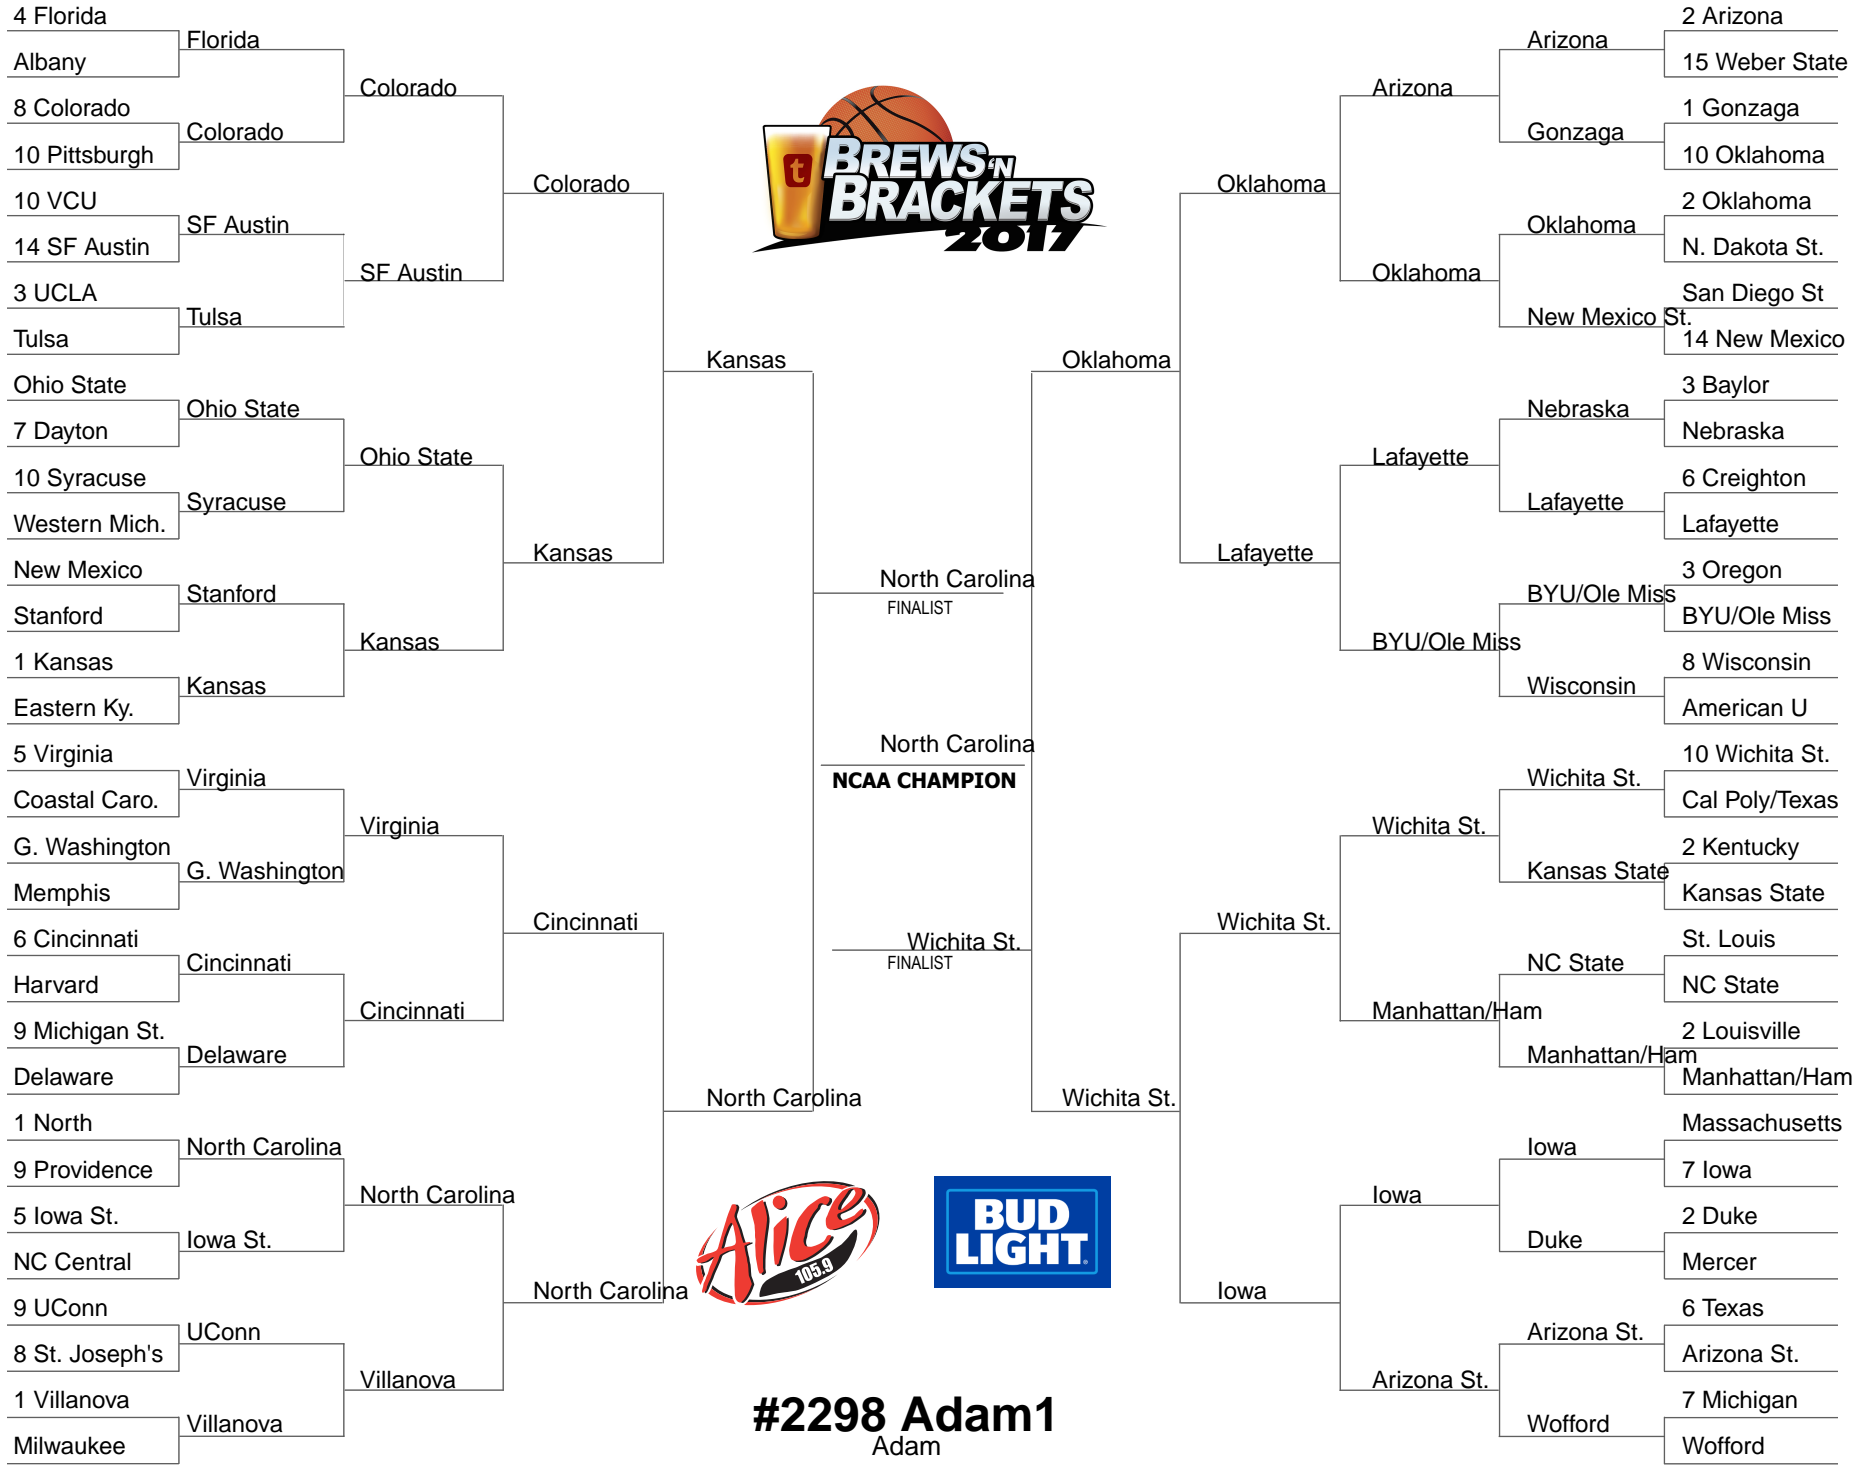 4 Florida
Albany
8 Colorado
10 Pittsburgh
10 VCU
14 SF Austin
3 UCLA
Tulsa
Ohio State
7 Dayton
10 Syracuse
Western Mich.
New Mexico
Stanford
1 Kansas
Eastern Ky.
5 Virginia
Coastal Caro.
G. Washington
Memphis
6 Cincinnati
Harvard
9 Michigan St.
Delaware
1 North
9 Providence
5 Iowa St.
NC Central
9 UConn
8 St. Joseph's
1 Villanova
Milwaukee
Florida
Colorado
SF Austin
Tulsa
Ohio State
Syracuse
Stanford
Kansas
Virginia
G. Washington
Cincinnati
Delaware
North Carolina
Iowa St.
UConn
Villanova
Colorado
SF Austin
Ohio State
Kansas
Virginia
Cincinnati
North Carolina
Villanova
Colorado
Kansas
Cincinnati
North Carolina
Kansas
North Carolina
t
BREWS 'N
BRACKETS
2017
North Carolina
FINALIST
North Carolina
NCAA CHAMPION
Wichita St.
FINALIST
Alice
105.9
BUD
LIGHT
#2298 Adam1
Adam
Oklahoma
Wichita St.
Oklahoma
Lafayette
Wichita St.
Iowa
Arizona
Oklahoma
Lafayette
BYU/Ole Miss
Wichita St.
Manhattan/Ham
Iowa
Arizona St.
Arizona
Gonzaga
Oklahoma
New Mexico St.
Nebraska
Lafayette
BYU/Ole Miss
Wisconsin
Wichita St.
Kansas State
NC State
Manhattan/Ham
Iowa
Duke
Arizona St.
Wofford
2 Arizona
15 Weber State
1 Gonzaga
10 Oklahoma
2 Oklahoma
N. Dakota St.
San Diego St
14 New Mexico
3 Baylor
Nebraska
6 Creighton
Lafayette
3 Oregon
BYU/Ole Miss
8 Wisconsin
American U
10 Wichita St.
Cal Poly/Texas
2 Kentucky
Kansas State
St. Louis
NC State
2 Louisville
Manhattan/Ham
Massachusetts
7 Iowa
2 Duke
Mercer
6 Texas
Arizona St.
7 Michigan
Wofford